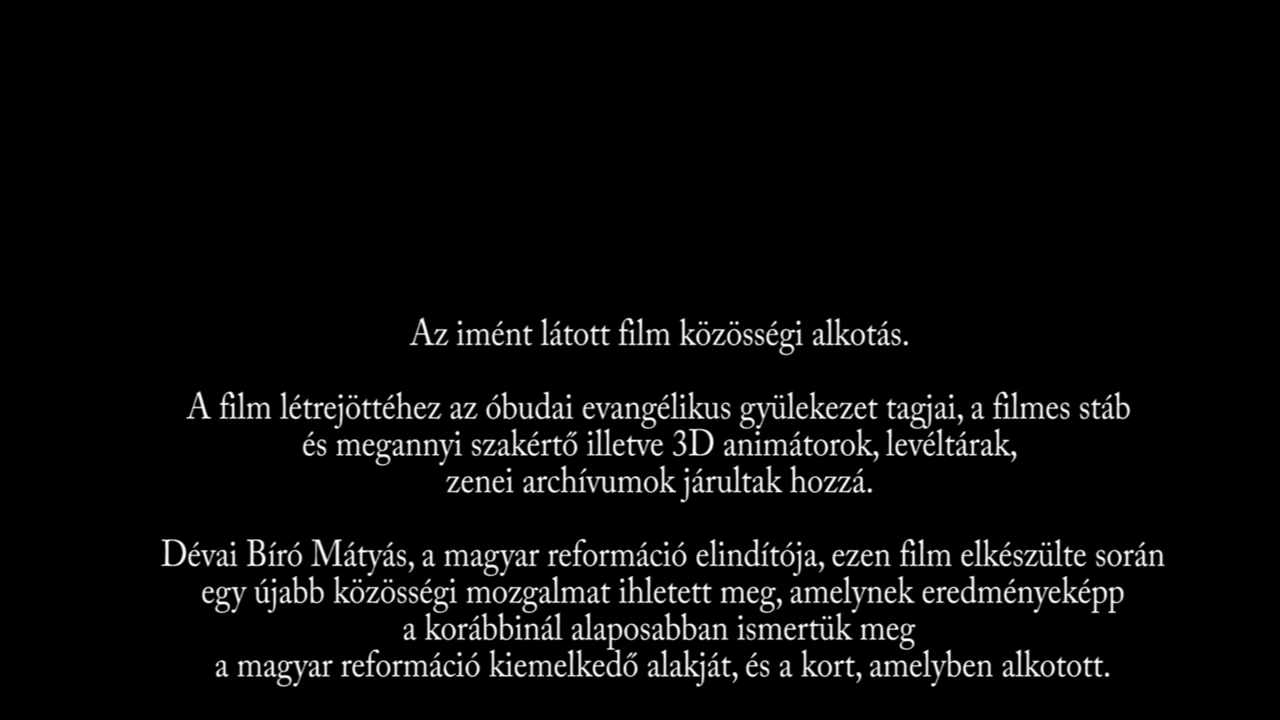 Az imént látott film közösségi alkotás.
A film létrejöttéhez az óbudai evangélikus gyülekezet tagjai, a filmes stáb
és megannyi szakértő illetve 3D animátorok, levéltárak,
zenei archívumok járultak hozzá.
Dévai Bíró Mátyás, a magyar reformáció elindítója, ezen film elkészülte során
egy újabb közösségi mozgalmat ihletett meg, amelynek eredményeképp
a korábbinál alaposabban ismertük meg
a magyar reformáció kiemelkedő alakját, és a kort, amelyben alkotott.